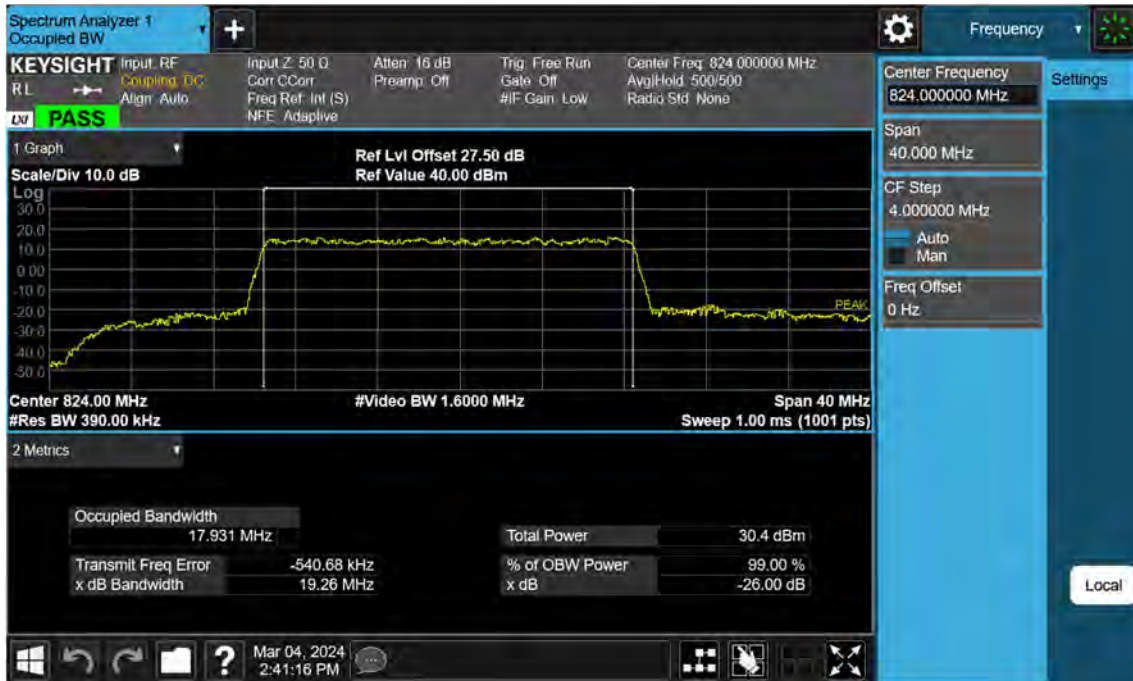 Spectrum Analyzer 1
Occupied BW
+
Frequency
KEYSIGHT
RL
LXI PASS
Input: RF
Coupling: DC
Align: Auto
Input Z: 50 Ω
Corr CCorr
Freq Ref: Int (S)
NFE: Adaptive
Atten: 16 dB
Preamp: Off
Trig: Free Run
Gate: Off
#IF Gain: Low
Center Freq: 824.000000 MHz
Avg|Hold: 500/500
Radio Std: None
Center Frequency
824.000000 MHz
Settings
Span
40.000 MHz
CF Step
4.000000 MHz
Auto
Man
Freq Offset
0 Hz
1 Graph
Scale/Div 10.0 dB
Ref Lvl Offset 27.50 dB
Ref Value 40.00 dBm
Log
30.0
20.0
10.0
0.00
-10.0
-20.0
-30.0
-40.0
-50.0
PEAK
Center 824.00 MHz
#Video BW 1.6000 MHz
Span 40 MHz
#Res BW 390.00 kHz
Sweep 1.00 ms (1001 pts)
2 Metrics
Occupied Bandwidth
17.931 MHz
Total Power 30.4 dBm
Transmit Freq Error -540.68 kHz
% of OBW Power 99.00 %
x dB Bandwidth 19.26 MHz
x dB -26.00 dB
Local
?
Mar 04, 2024
2:41:16 PM